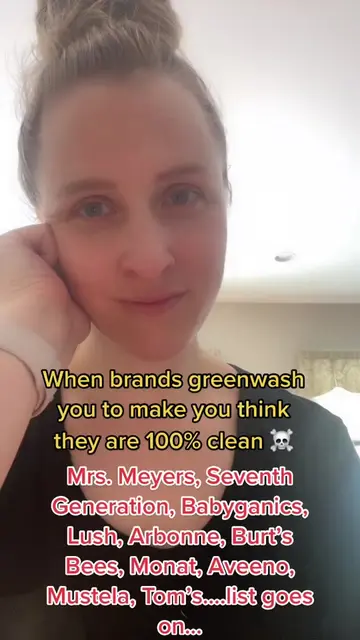 When brands greenwash
you to make you think
they are 100% clean ☠️
Mrs. Meyers, Seventh
Generation, Babyganics,
Lush, Arbonne, Burt's
Bees, Monat, Aveeno,
Mustela, Tom's....list goes
on...